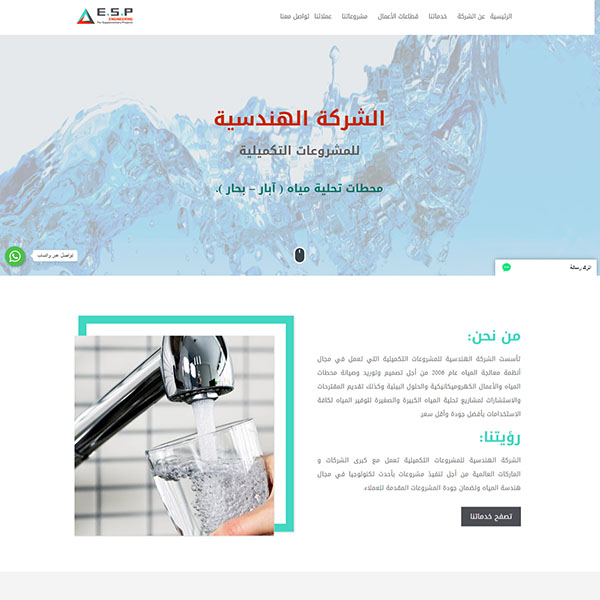 E.S.P
ENGINEERING
For Supplementary Projects
الرئيسية عن الشركة خدماتنا قطاعات الأعمال مشروعاتنا عملائنا تواصل معنا
الشركة الهندسية
للمشروعات التكميلية
محطات تحلية مياه ( آبار – بحار ).
تواصل عبر واتساب
اترك رسالة
من نحن:
تأسست الشركة الهندسية للمشروعات التكميلية التي تعمل في مجال
أنظمة معالجة المياه عام 2006 من أجل تصميم وتوريد وصيانة محطات
المياه والأعمال الكهروميكانيكية والحلول البيئية وكذلك تقديم المقترحات
والاستشارات لمشاريع تحلية المياه الكبيرة والصغيرة لتوفير المياه لكافة
الاستخدامات بأفضل جودة وأقل سعر.
رؤيتنا:
الشركة الهندسية للمشروعات التكميلية تعمل مع كبرى الشركات و
الماركات العالمية من أجل تنفيذ مشروعات بأحدث تكنولوجيا في مجال
هندسة المياه ولضمان جودة المشروعات المقدمة للعملاء.
تصفح خدماتنا